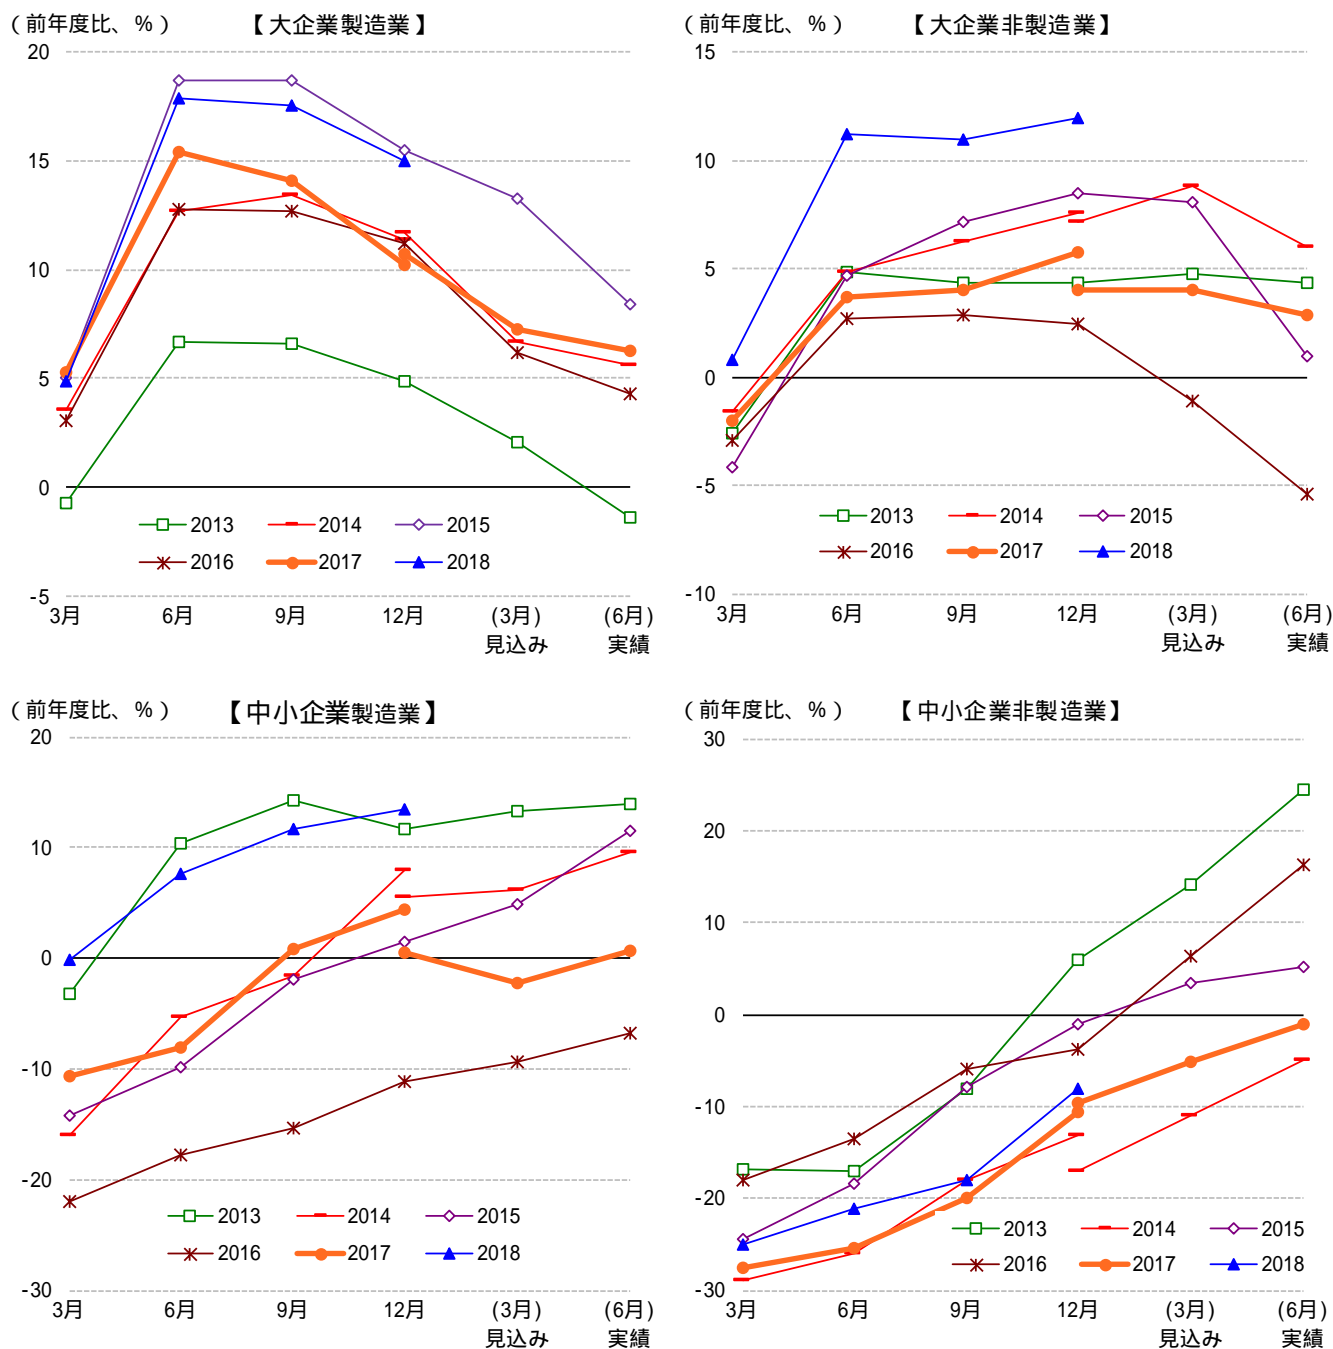 （前年度比、％） 【大企業製造業】
20
15
10
5
0
-5
2013 2014 2015
2016 2017 2018
3月 6月 9月 12月 (3月) (6月)
見込み 実績
（前年度比、％） 【大企業非製造業】
15
10
5
0
-5
-10
2013 2014 2015
2016 2017 2018
3月 6月 9月 12月 (3月) (6月)
見込み 実績
（前年度比、％） 【中小企業製造業】
20
10
0
-10
-20
-30
2013 2014 2015
2016 2017 2018
3月 6月 9月 12月 (3月) (6月)
見込み 実績
（前年度比、％） 【中小企業非製造業】
30
20
10
0
-10
-20
-30
2013 2014 2015
2016 2017 2018
3月 6月 9月 12月 (3月) (6月)
見込み 実績